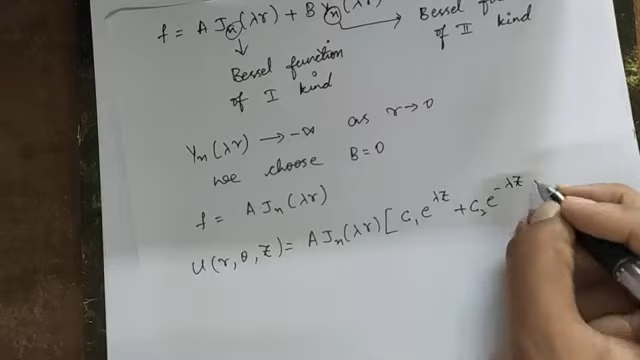 f = A Jₙ(λr) + B Yₙ(λr)
Bessel function Bessel
of I kind of II kind
Yₙ(λr) → -∞ as r → 0
we choose B = 0
f = A Jₙ(λr)
u(r, θ, z) = A Jₙ(λr) [ C₁ e^{λz} + C₂ e^{-λz}